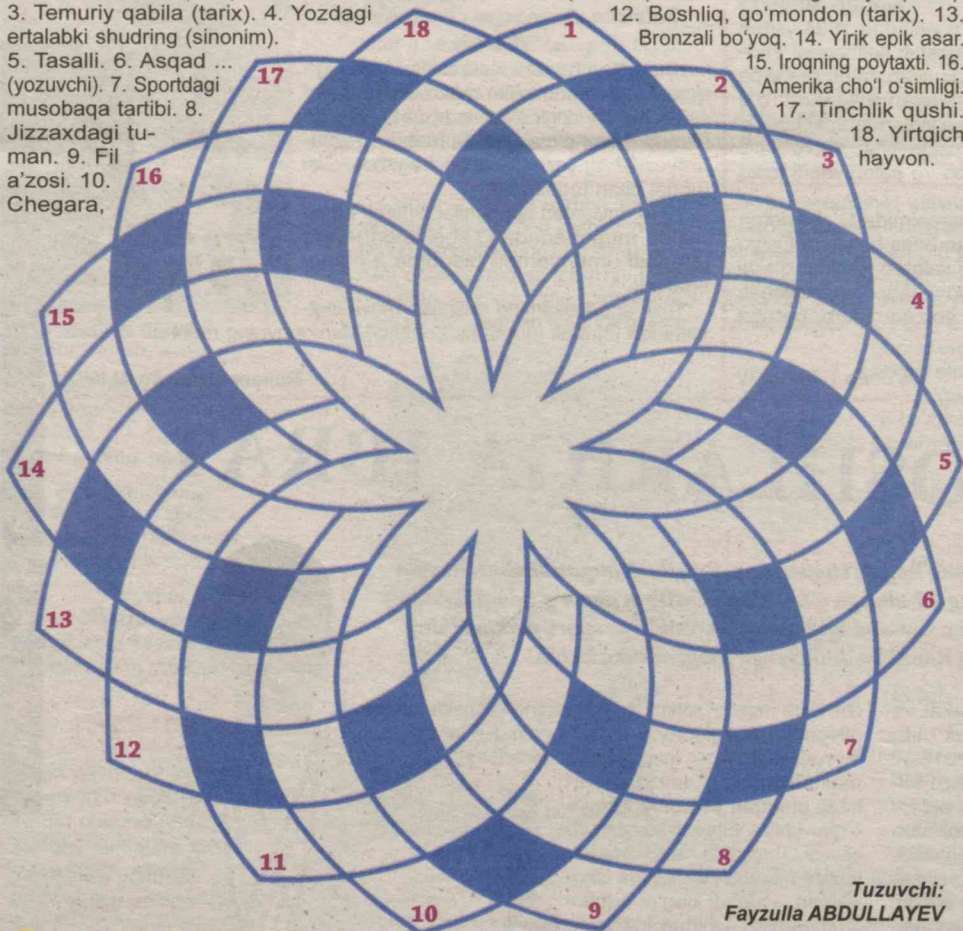 3. Temuriy qabila (tarix). 4. Yozdagi
ertalabki shudring (sinonim).
5. Tasalli. 6. Asqad ...
(yozuvchi). 7. Sportdagi
musobaqa tartibi. 8.
Jizzaxdagi tu-
man. 9. Fil
a'zosi. 10.
Chegara,
12. Boshliq, qo'mondon (tarix). 13.
Bronzali bo'yoq. 14. Yirik epik asar.
15. Iroqning poytaxti. 16.
Amerika cho'l o'simligi.
17. Tinchlik qushi.
18. Yirtqich
hayvon.
18
1
17
2
16
3
15
4
14
5
13
6
12
7
11
8
10
9
Tuzuvchi:
Fayzulla ABDULLAYEV